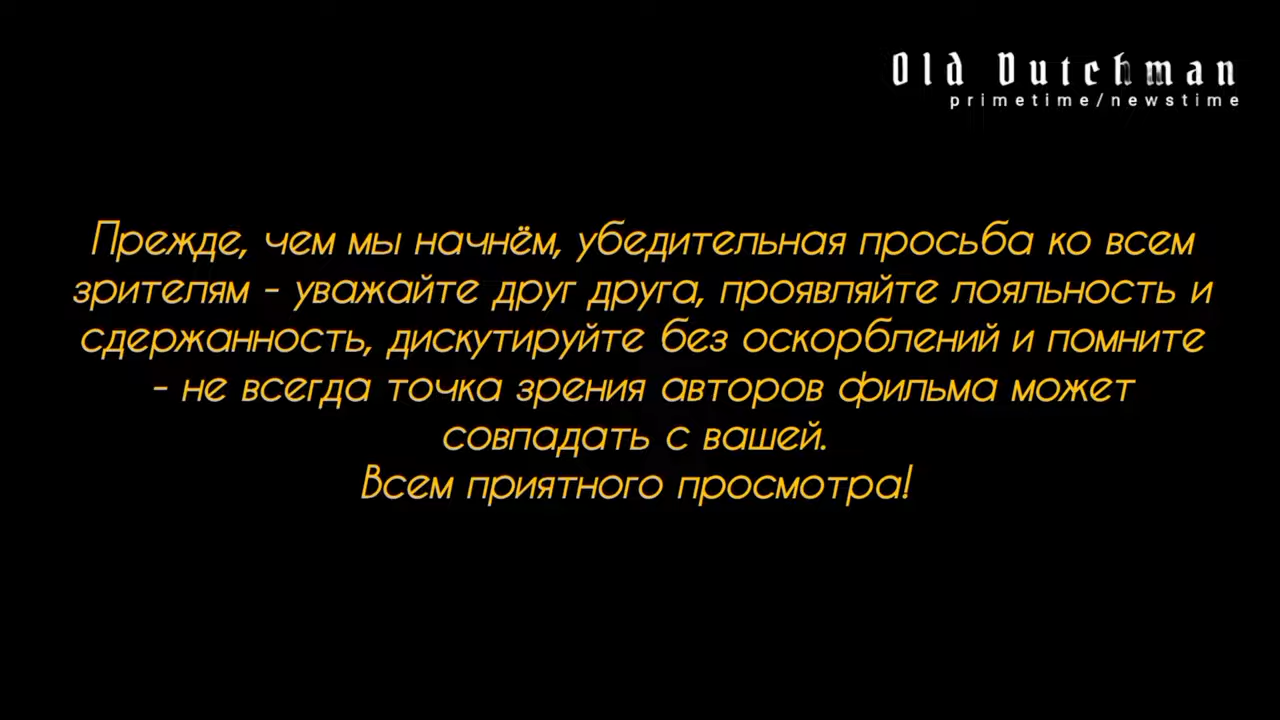 Old Dutchman
primetime/newstime
Прежде, чем мы начнём, убедительная просьба ко всем
зрителям - уважайте друг друга, проявляйте лояльность и
сдержанность, дискутируйте без оскорблений и помните
- не всегда точка зрения авторов фильма может
совпадать с вашей.
Всем приятного просмотра!